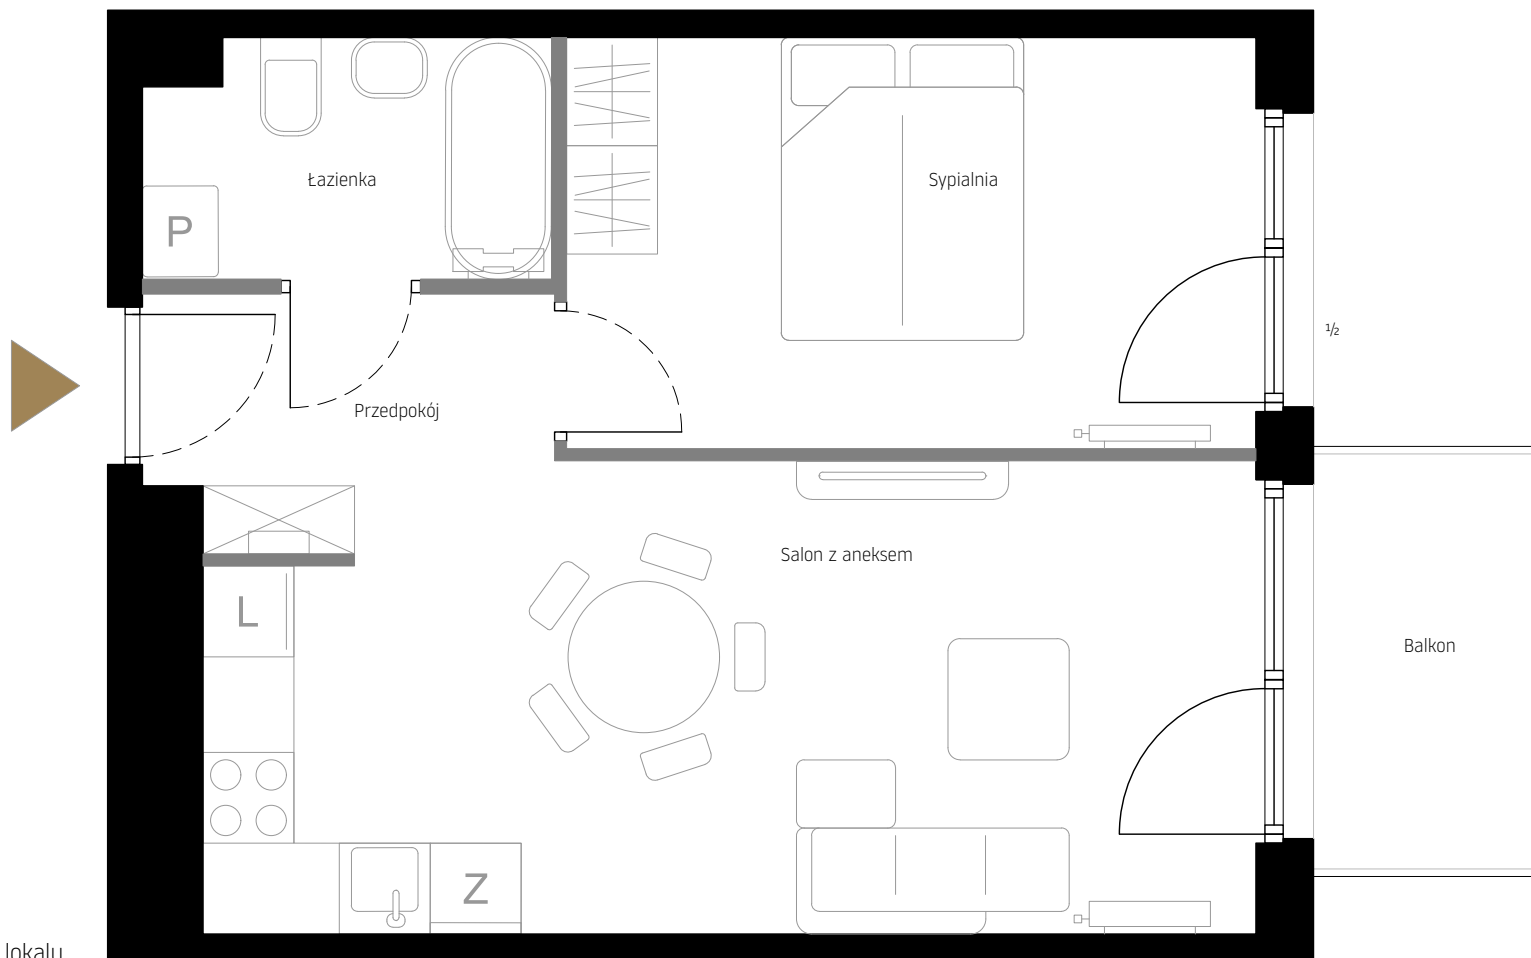 Łazienka
Sypialnia
P
½
Przedpokój
Salon z aneksem
L
Balkon
Z
lokalu